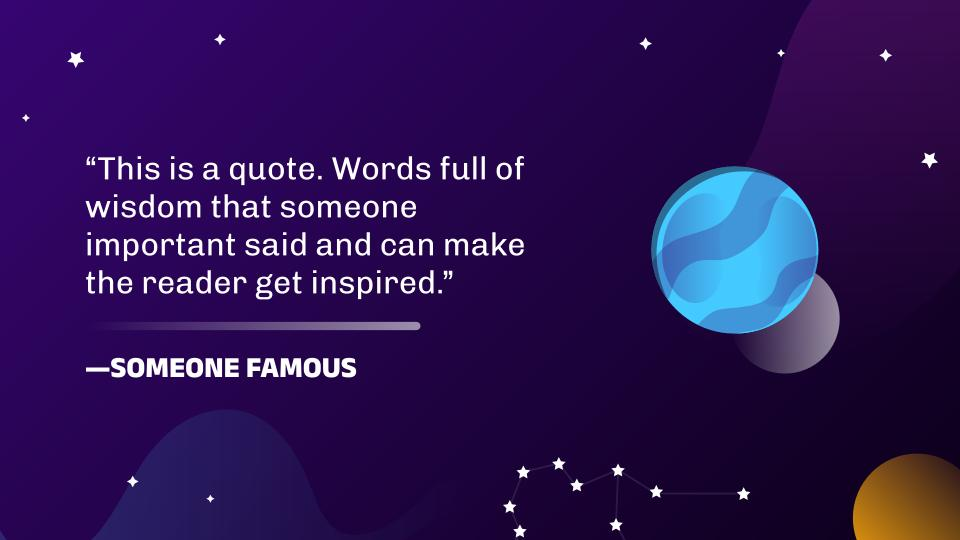 “This is a quote. Words full of
wisdom that someone
important said and can make
the reader get inspired.”
—SOMEONE FAMOUS